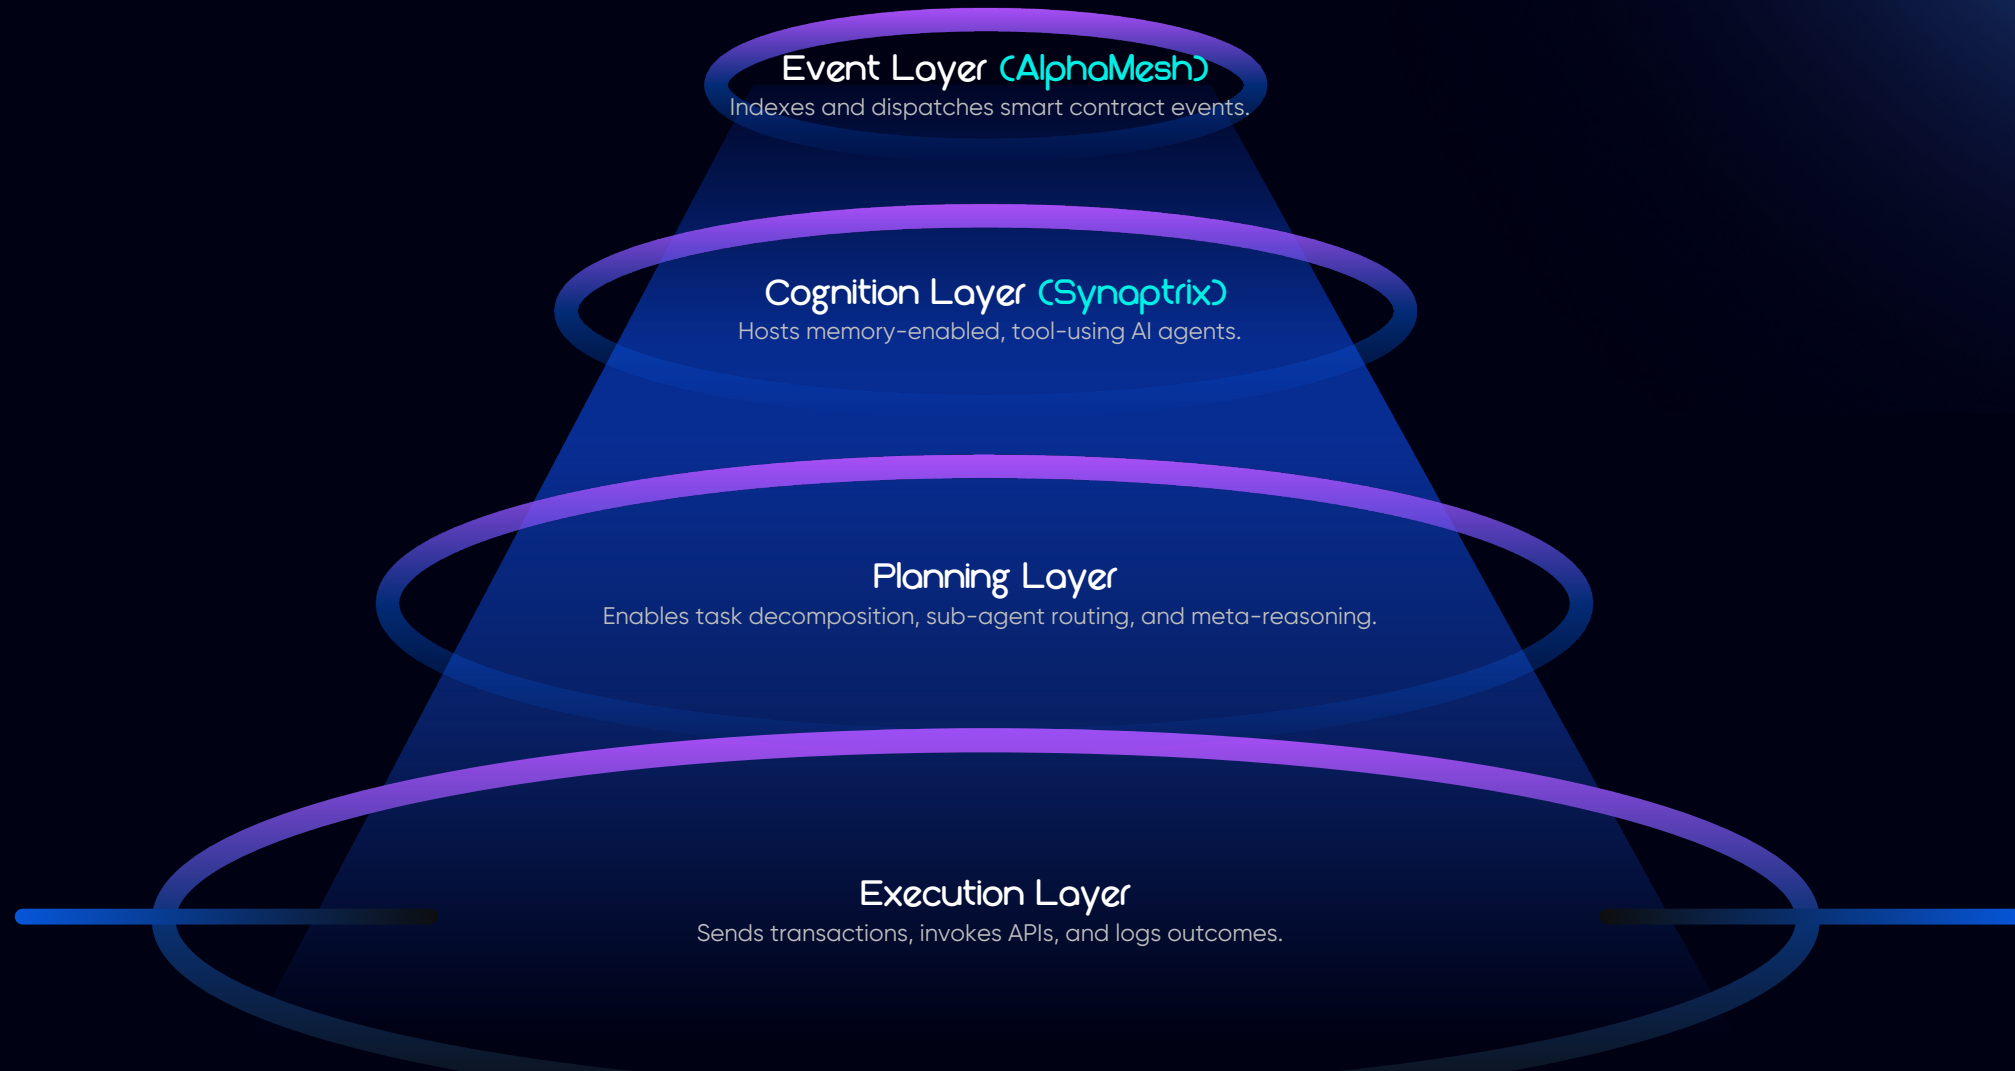 Event Layer (AlphaMesh)
Indexes and dispatches smart contract events.
Cognition Layer (Synaptrix)
Hosts memory-enabled, tool-using AI agents.
Planning Layer
Enables task decomposition, sub-agent routing, and meta-reasoning.
Execution Layer
Sends transactions, invokes APIs, and logs outcomes.